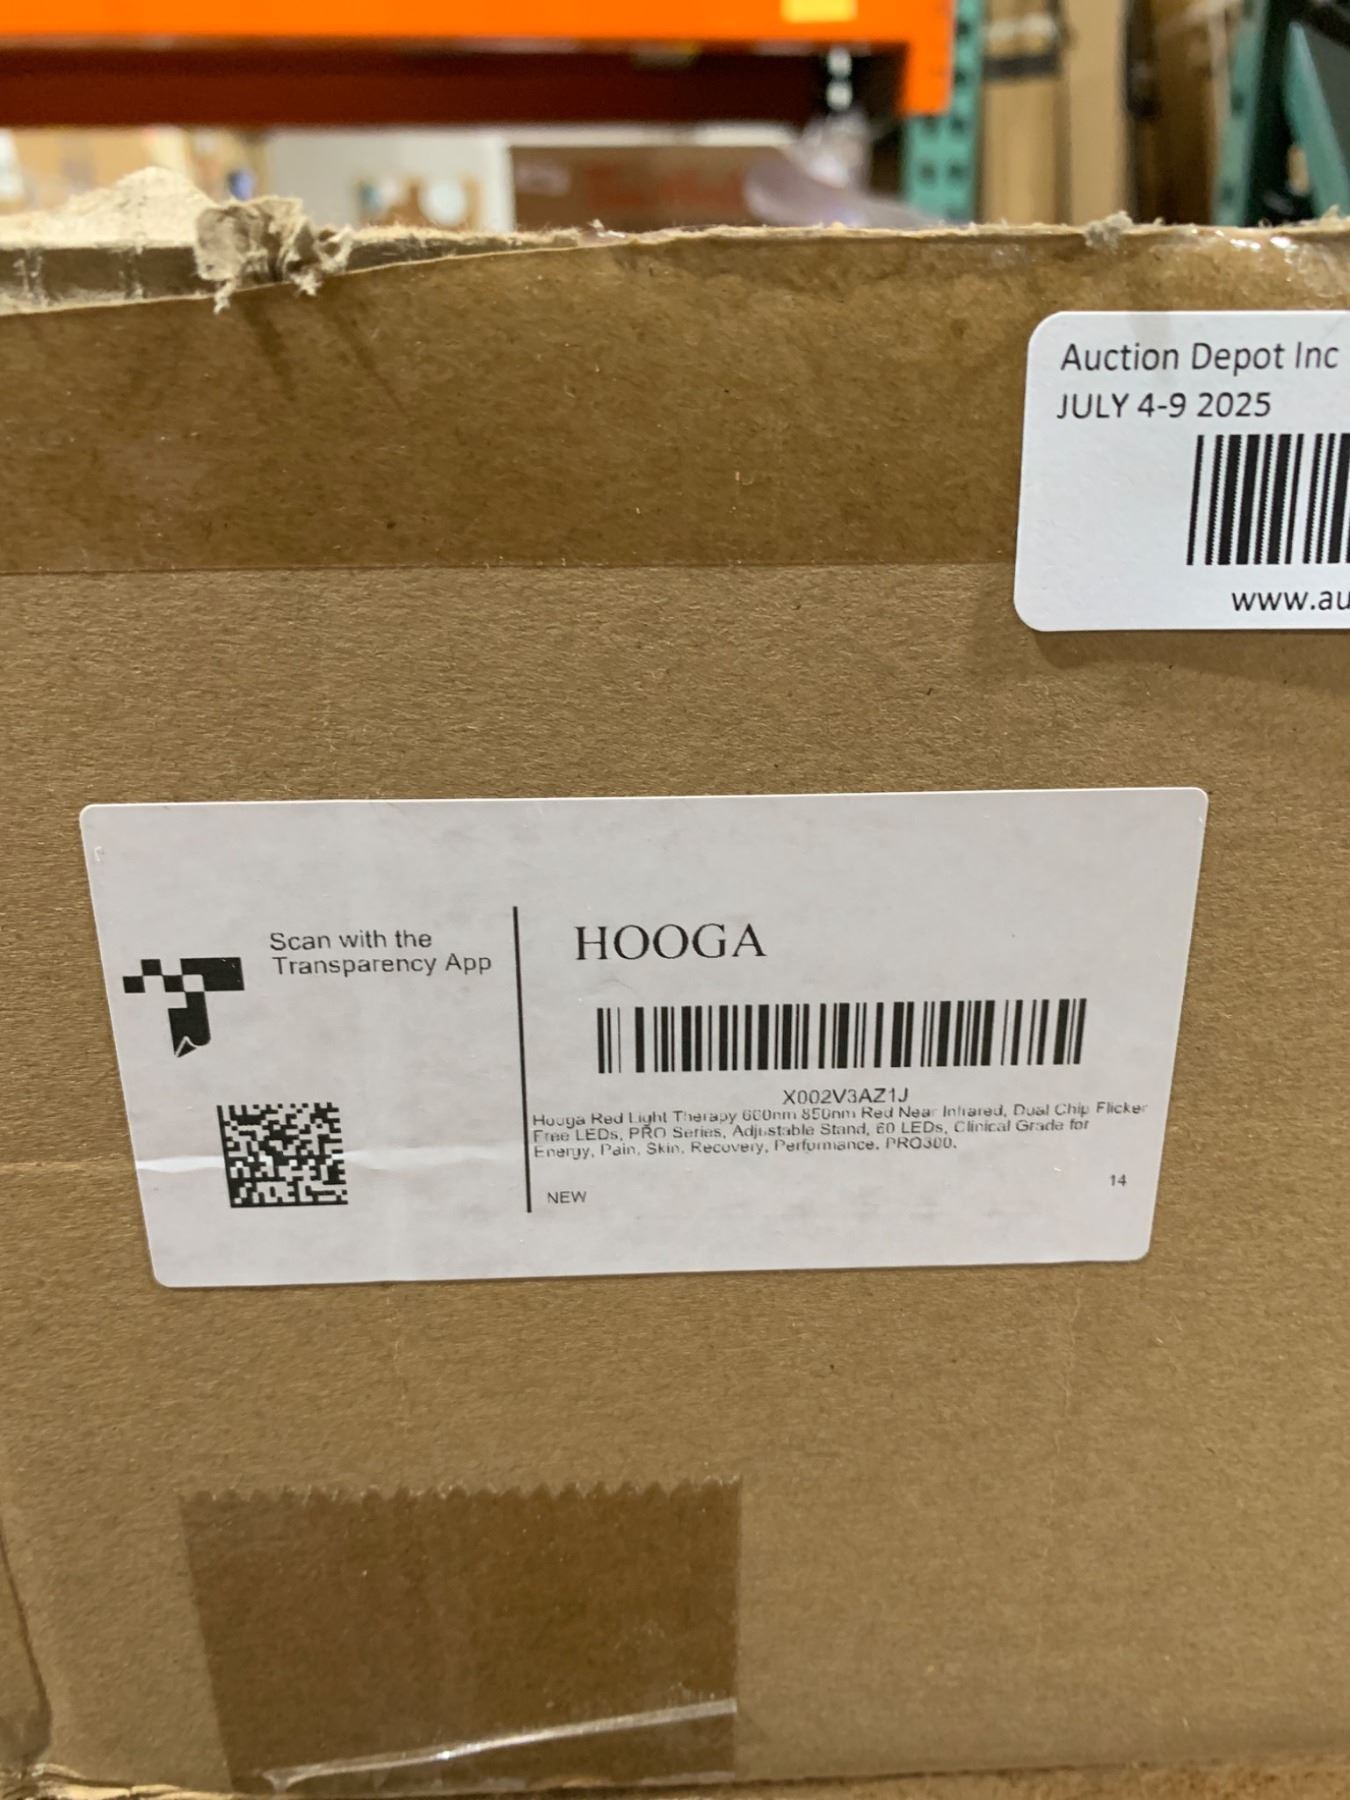 Auction Depot Inc
JULY 4-9 2025
www.au
Scan with the
Transparency App
HOOGA
X002V3AZ1J
Hooga Red Light Therapy 660nm 850nm Red Near Infrared, Dual Chip Flicker
Free LEDs, PRO Series, Adjustable Stand, 60 LEDs, Clinical Grade for
Energy, Pain, Skin, Recovery, Performance. PRO300.
NEW
14